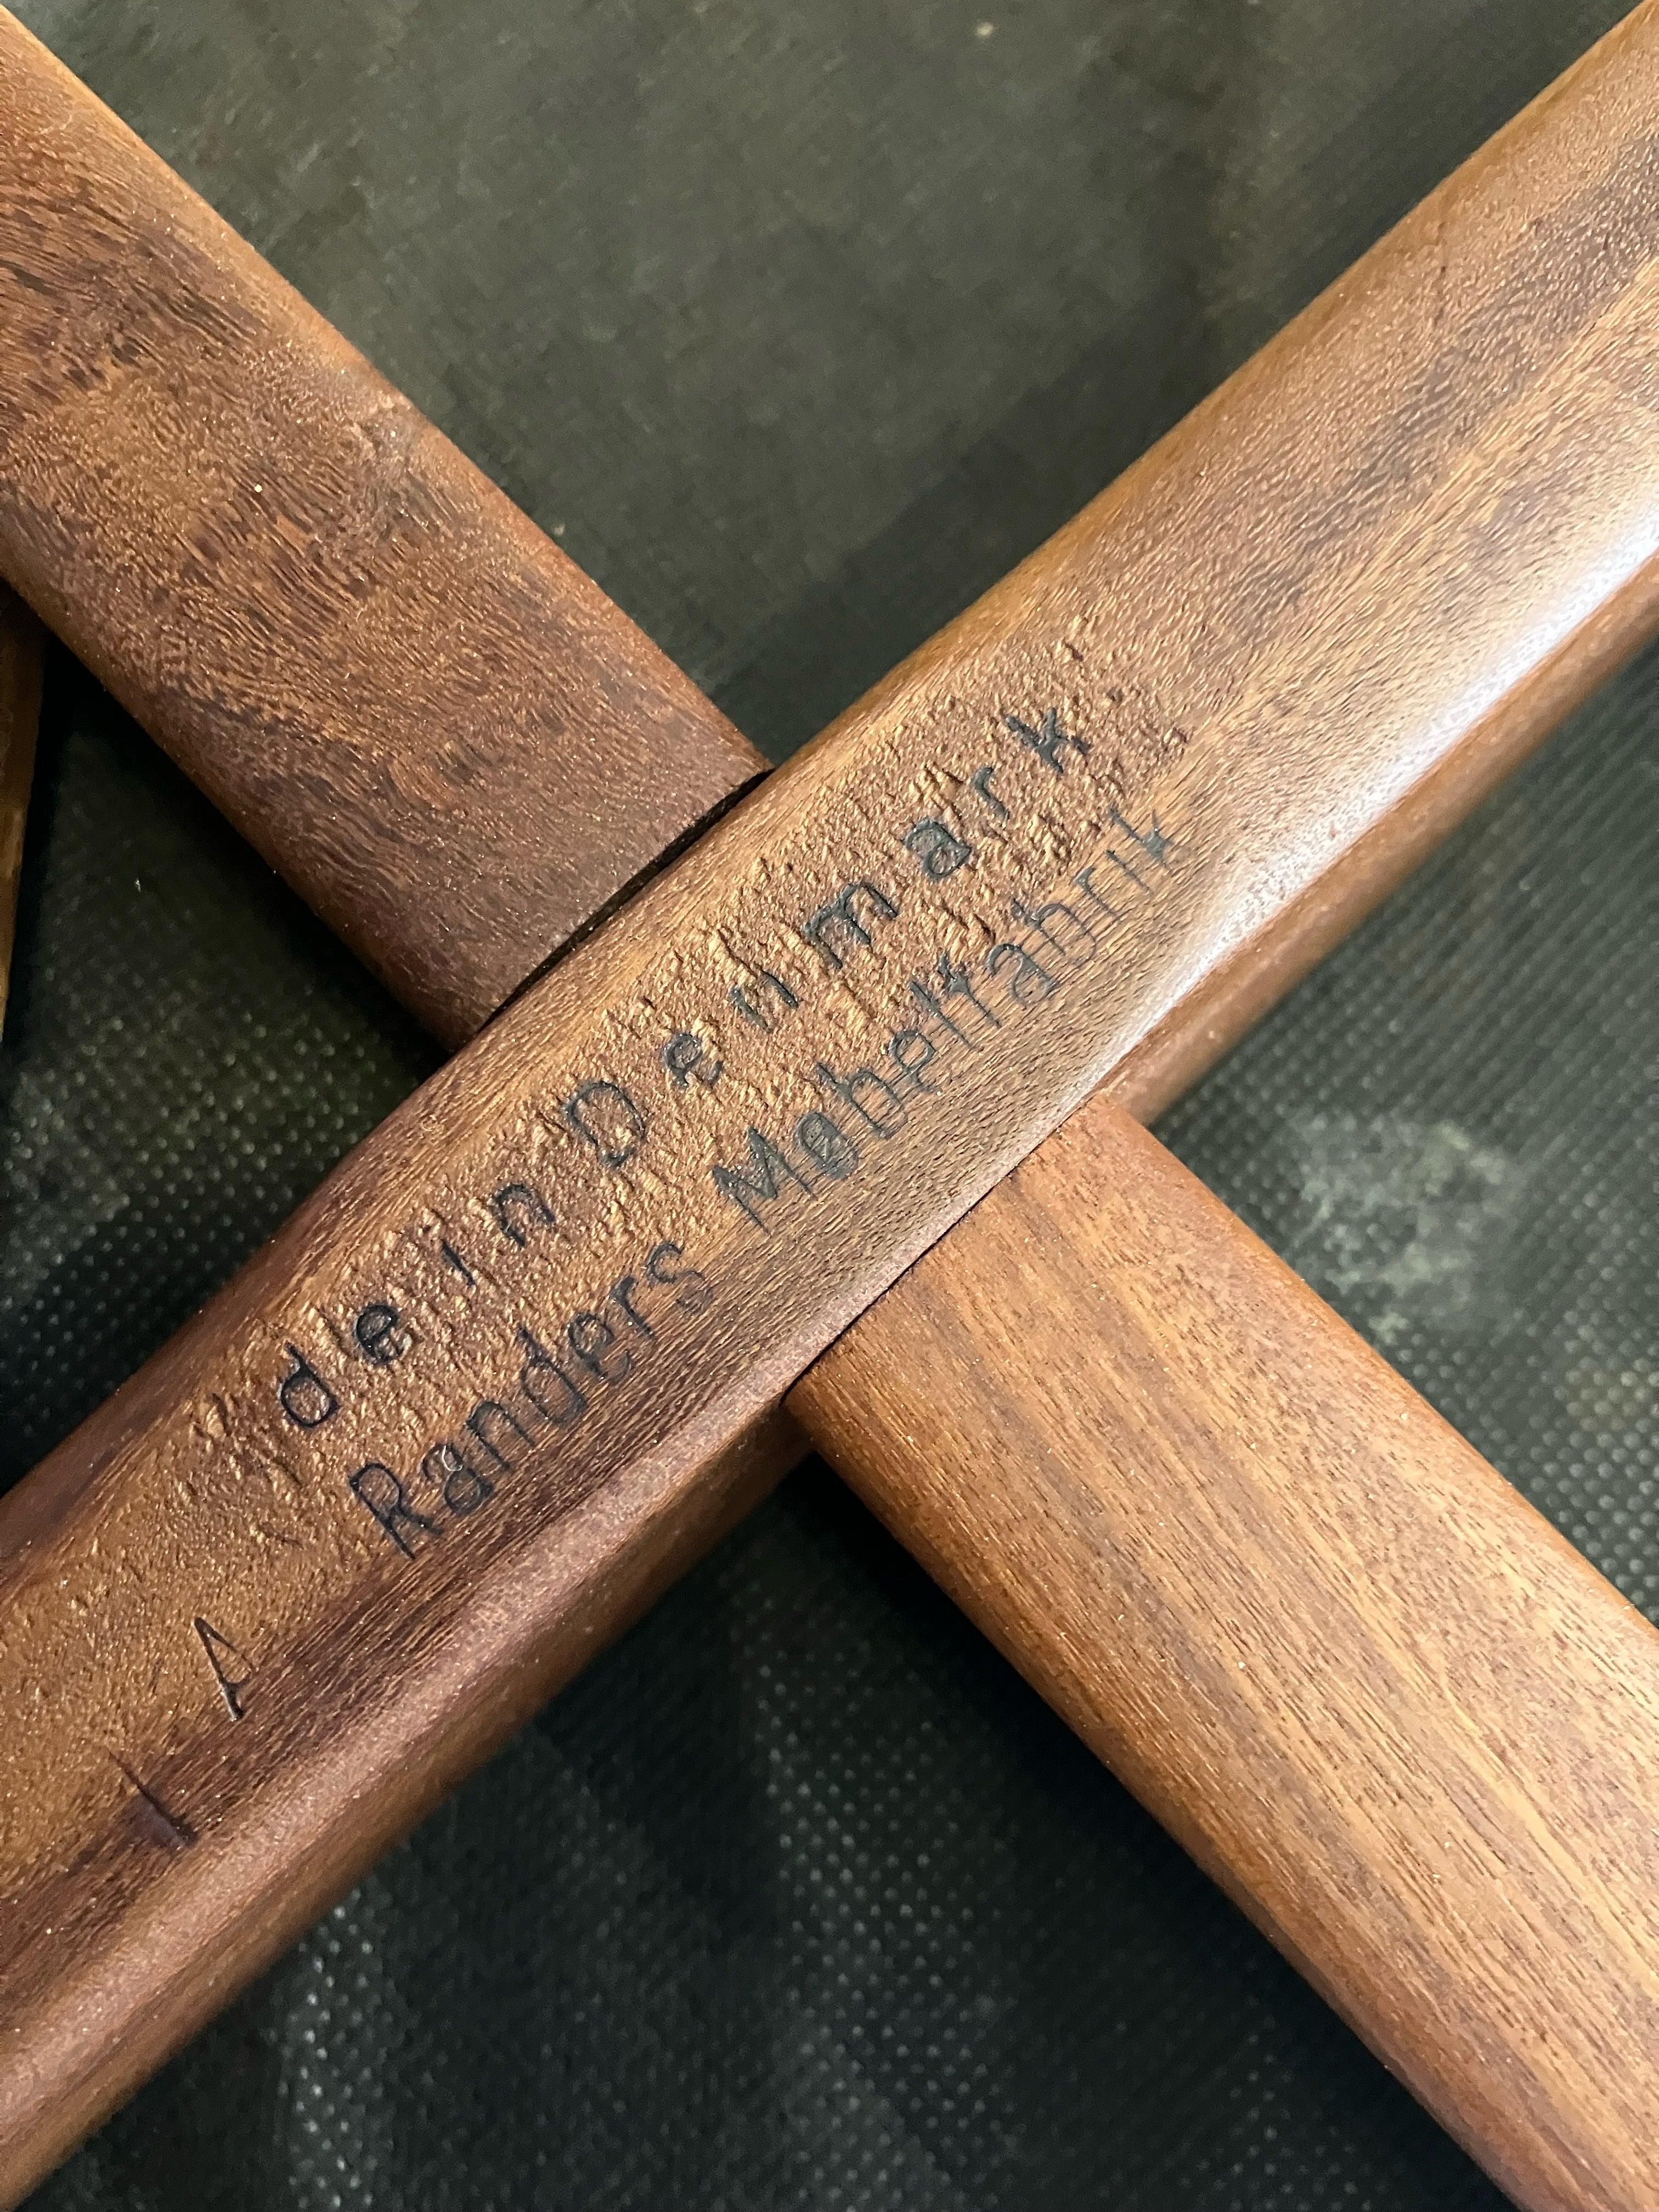 de in Denmark
Randers Møbelfabrik